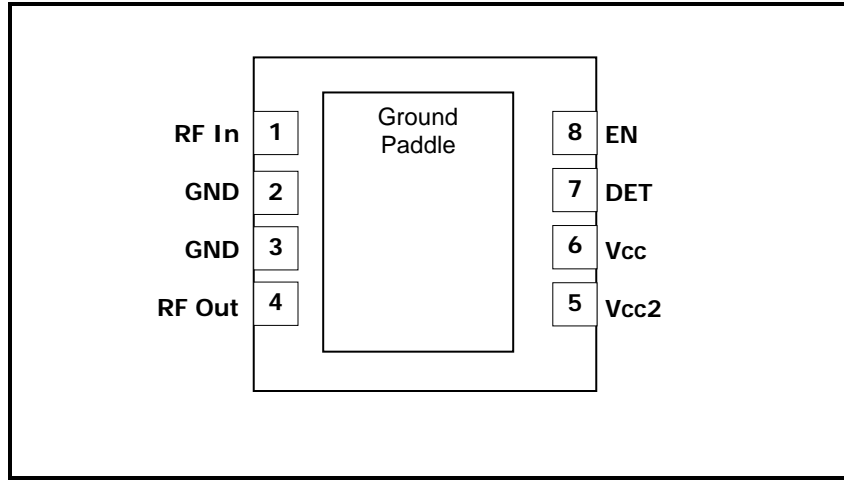 Ground
Paddle
RF In 1
GND 2
GND 3
RF Out 4
8 EN
7 DET
6 Vcc
5 Vcc2